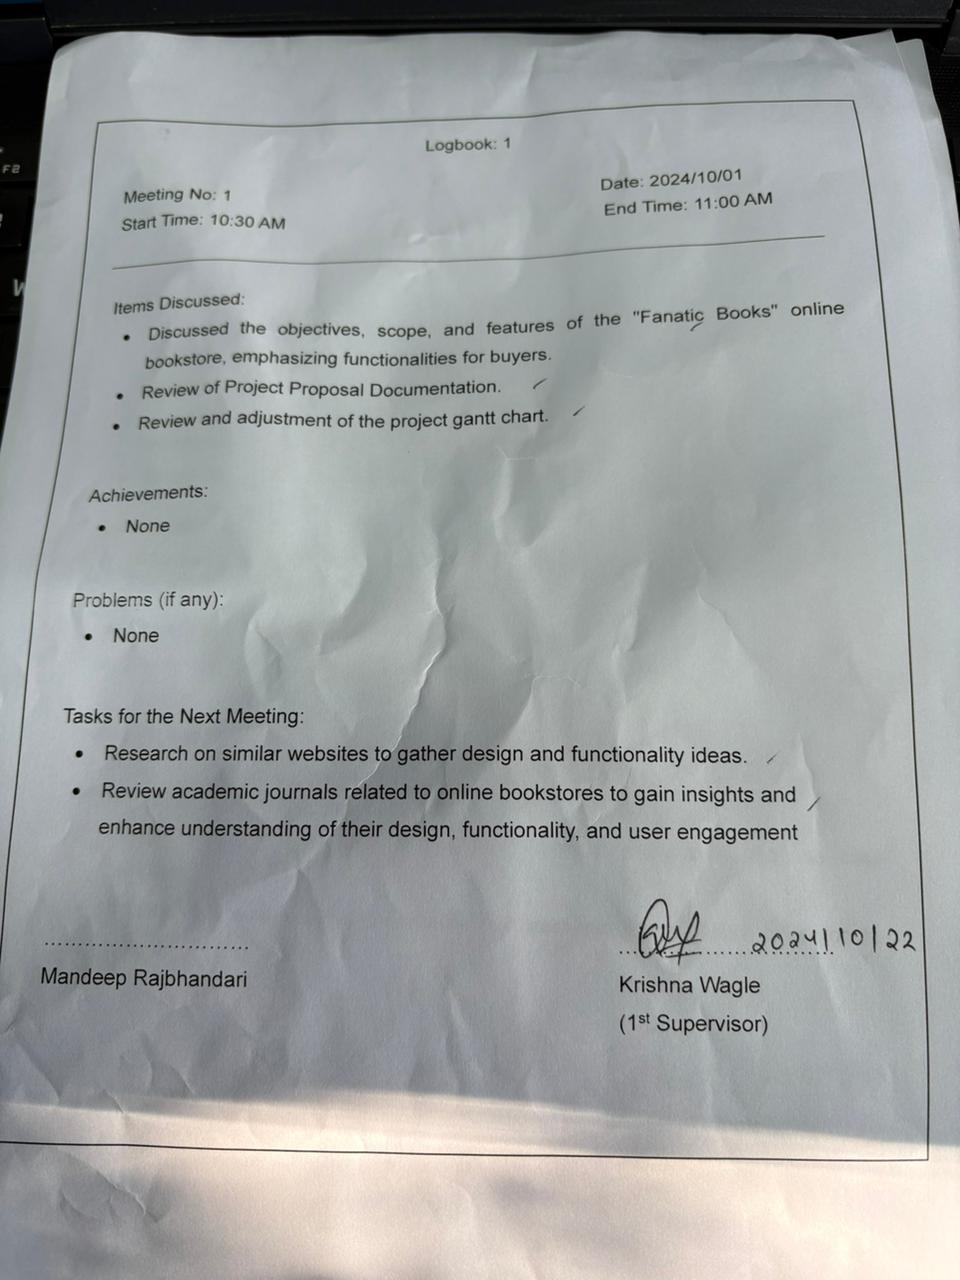 Logbook: 1
Meeting No: 1
Date: 2024/10/01
Start Time: 10:30 AM
End Time: 11:00 AM
Items Discussed:
• Discussed the objectives, scope, and features of the "Fanatic Books" online
bookstore, emphasizing functionalities for buyers.
• Review of Project Proposal Documentation.
• Review and adjustment of the project gantt chart.
Achievements:
• None
Problems (if any):
• None
Tasks for the Next Meeting:
• Research on similar websites to gather design and functionality ideas.
• Review academic journals related to online bookstores to gain insights and
enhance understanding of their design, functionality, and user engagement
2024/10/22
Mandeep Rajbhandari
Krishna Wagle
(1st Supervisor)
F2
W